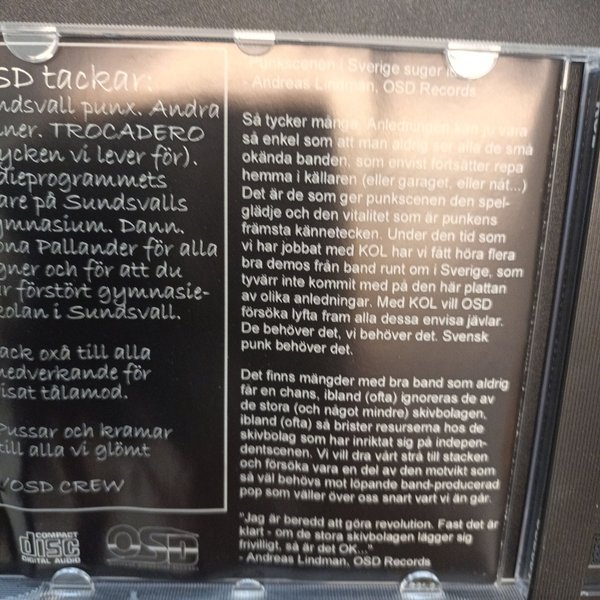 SD tackar:
ndsvall punx. Andra
ner. TROCADERO
ycken vi lever för).
dieprogrammets
are på Sundsvalls
ymnasium. Dann.
ona Pallander för alla
gner och för att du
ar förstört gymnasie-
kolan i Sundsvall.
ack oxå till alla
medverkande för
visat tålamod.
Pussar och kramar
till alla vi glömt
/OSD CREW
COMPACT
disc
DIGITAL AUDIO
OSD
"Punkscenen i Sverige suger
- Andreas Lindman, OSD Records
Så tycker många. Anledningen kan ju vara
så enkel som att man aldrig ser alla de små
okända banden, som envist fortsätter repa
hemma i källaren (eller garaget, eller nåt...)
Det är de som ger punkscenen den spel-
glädje och den vitalitet som är punkens
främsta kännetecken. Under den tid som
vi har jobbat med KOL har vi fått höra flera
bra demos från band runt om i Sverige, som
tyvärr inte kommit med på den här plattan
av olika anledningar. Med KOL vill OSD
försöka lyfta fram alla dessa envisa jävlar.
De behöver det, vi behöver det. Svensk
punk behöver det.
Det finns mängder med bra band som aldrig
får en chans, ibland (ofta) ignoreras de av
de stora (och något mindre) skivbolagen,
ibland (ofta) så brister resurserna hos de
skivbolag som har inriktat sig på indepen-
dentscenen. Vi vill dra vårt strå till stacken
och försöka vara en del av den motvikt som
så väl behövs mot löpande band-producerad
pop som väller över oss snart vart vi än går.
"Jag är beredd att göra revolution. Fast det är
klart - om de stora skivbolagen lägger sig
frivilligt, så är det OK..."
- Andreas Lindman, OSD Records